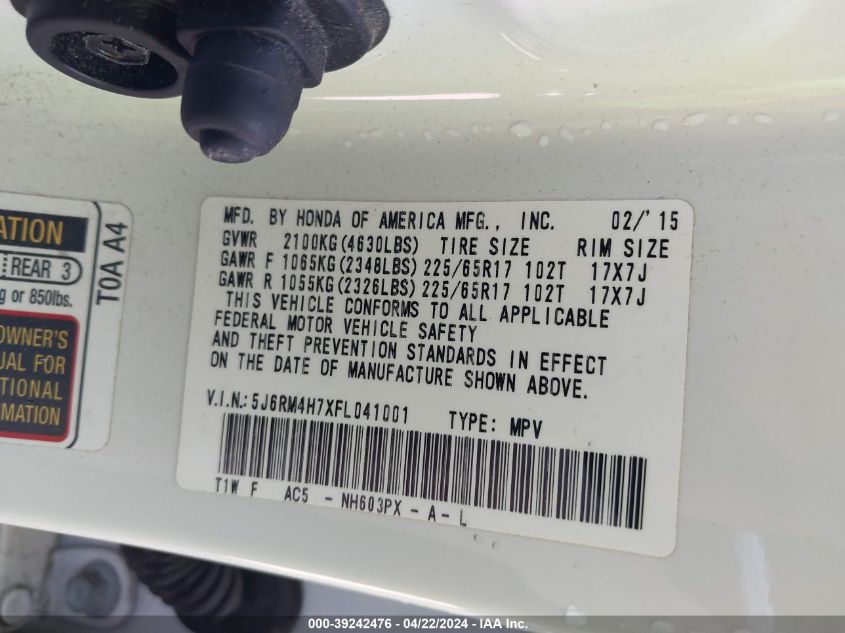 MFD. BY HONDA OF AMERICA MFG., INC. 02/'15
GVWR 2100KG(4630LBS) TIRE SIZE RIM SIZE
GAWR F 1065KG(2348LBS) 225/65R17 102T 17X7J
GAWR R 1055KG(2326LBS) 225/65R17 102T 17X7J
THIS VEHICLE CONFORMS TO ALL APPLICABLE
FEDERAL MOTOR VEHICLE SAFETY
AND THEFT PREVENTION STANDARDS IN EFFECT
ON THE DATE OF MANUFACTURE SHOWN ABOVE.
V.I.N.: 5J6RM4H7XFL041001 TYPE: MPV
T1W F AC5 - NH603PX - A - L
ATION
REAR 3
g or 850lbs.
OWNER'S
UAL FOR
TIONAL
RMATION
T0A A4
000-39242476 - 04/22/2024 - IAA Inc.